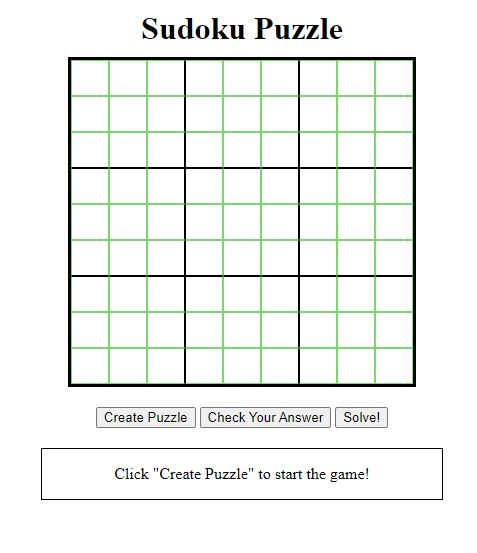 Sudoku Puzzle
Create Puzzle Check Your Answer Solve!
Click "Create Puzzle" to start the game!